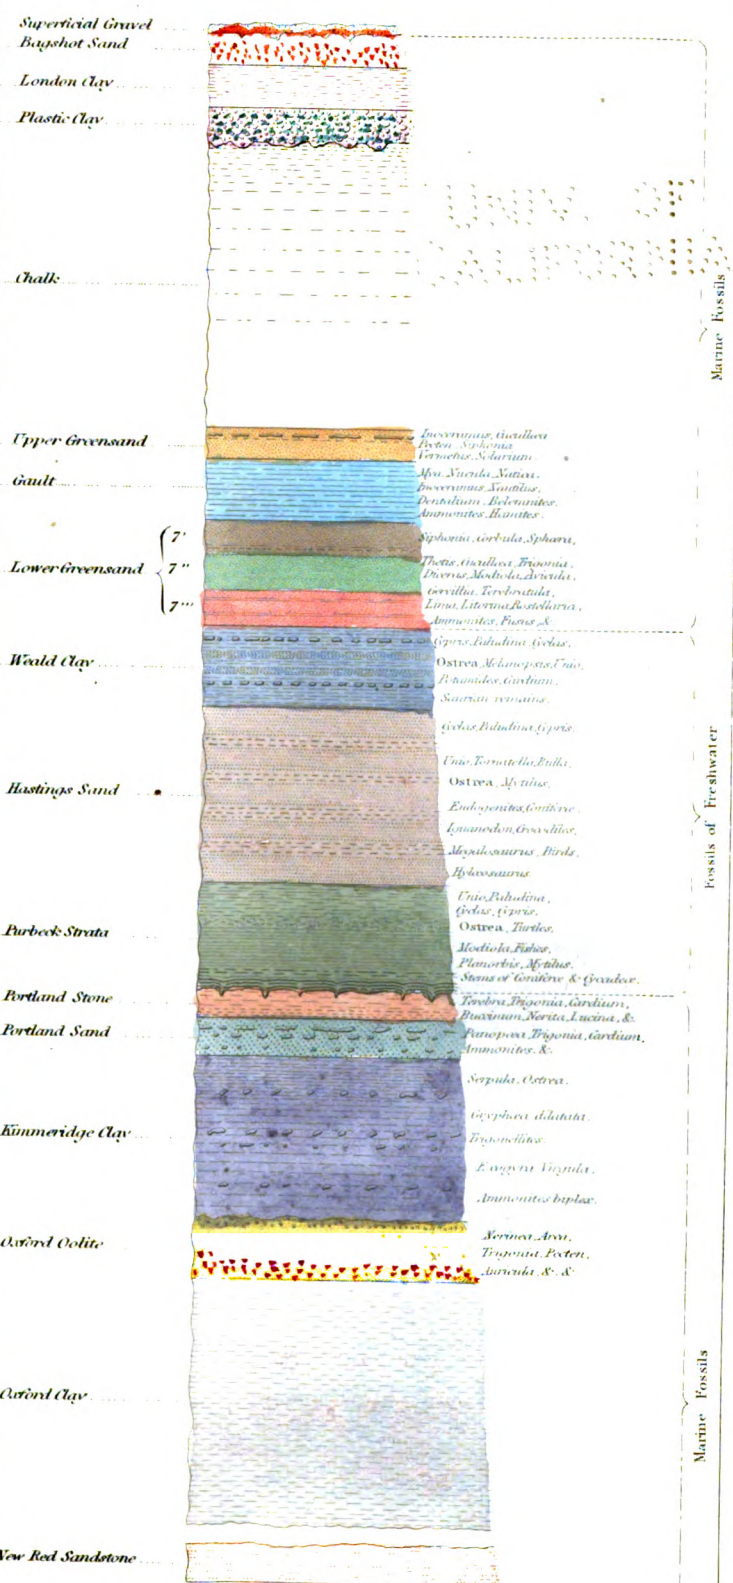 Superficial Gravel
Bagshot Sand
London Clay
Plastic Clay
UNIV. OF
CALIFORNIA
Chalk
Marine Fossils
Upper Greensand
Inoceramus, Cucullæa
Pecten, Siphonia
Vermetus, Solarium
Gault
Mya, Nucula, Natica,
Inoceramus, Nautilus,
Dentalium, Belemnites,
Ammonites, Hamites.
Lower Greensand
7'
7''
7'''
Siphonia, Corbula, Sphæra,
Thetis, Cucullæa, Trigonia,
Diceras, Modiola, Avicula,
Gervillia, Terebratula,
Lima, Litorina, Rostellaria,
Ammonites, Fusus, &.
Weald Clay
Cypris, Paludina, Cyclas,
Ostrea, Melanopsis, Unio,
Potamides, Cardium,
Saurian remains.
Hastings Sand
Cyclas, Paludina, Cypris.
Unio, Tornatella, Bulla,
Ostrea, Mytilus,
Endogenites, Coniferæ.
Iguanodon, Crocodiles,
Megalosaurus, Birds,
Hylæosaurus
Fossils of Freshwater
Purbeck Strata
Unio, Paludina,
Cyclas, Cypris,
Ostrea, Turtles,
Modiola, Fishes,
Planorbis, Mytilus.
Stems of Coniferæ & Cycadeæ.
Portland Stone
Terebra, Trigonia, Cardium,
Buccinum, Nerita, Lucina, &.
Portland Sand
Panopæa, Trigonia, Cardium,
Ammonites, &.
Kimmeridge Clay
Serpula, Ostrea.
Gryphæa dilatata.
Trigonellites.
Exogyra Virgula.
Ammonites biplex.
Oxford Oolite
Nerinea, Area,
Trigonia, Pecten,
Auricula, &. &.
Oxford Clay
Marine Fossils
New Red Sandstone